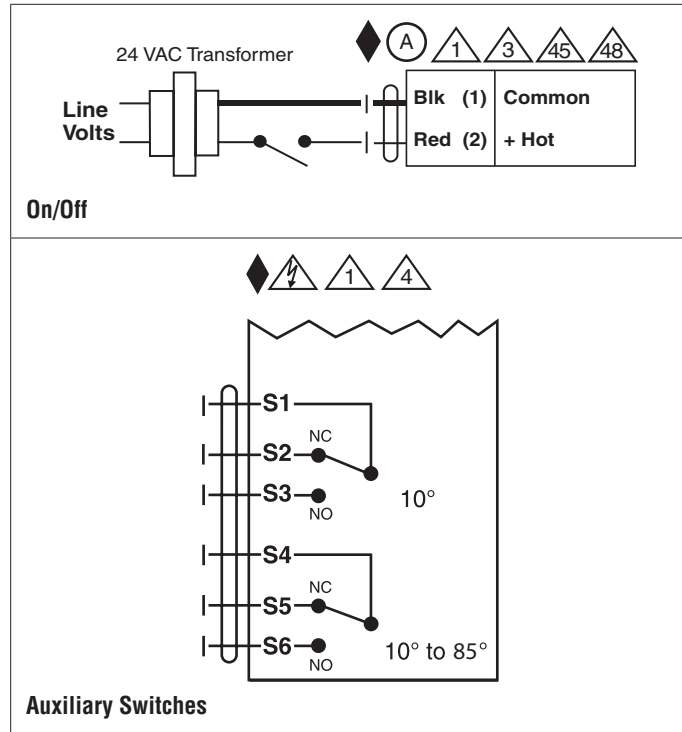 24 VAC Transformer
A 1 3 45 48
Line
Volts
Blk (1) Common
Red (2) + Hot
On/Off
1 4
S1
NC
S2
S3
NO
10°
S4
NC
S5
S6
NO
10° to 85°
Auxiliary Switches